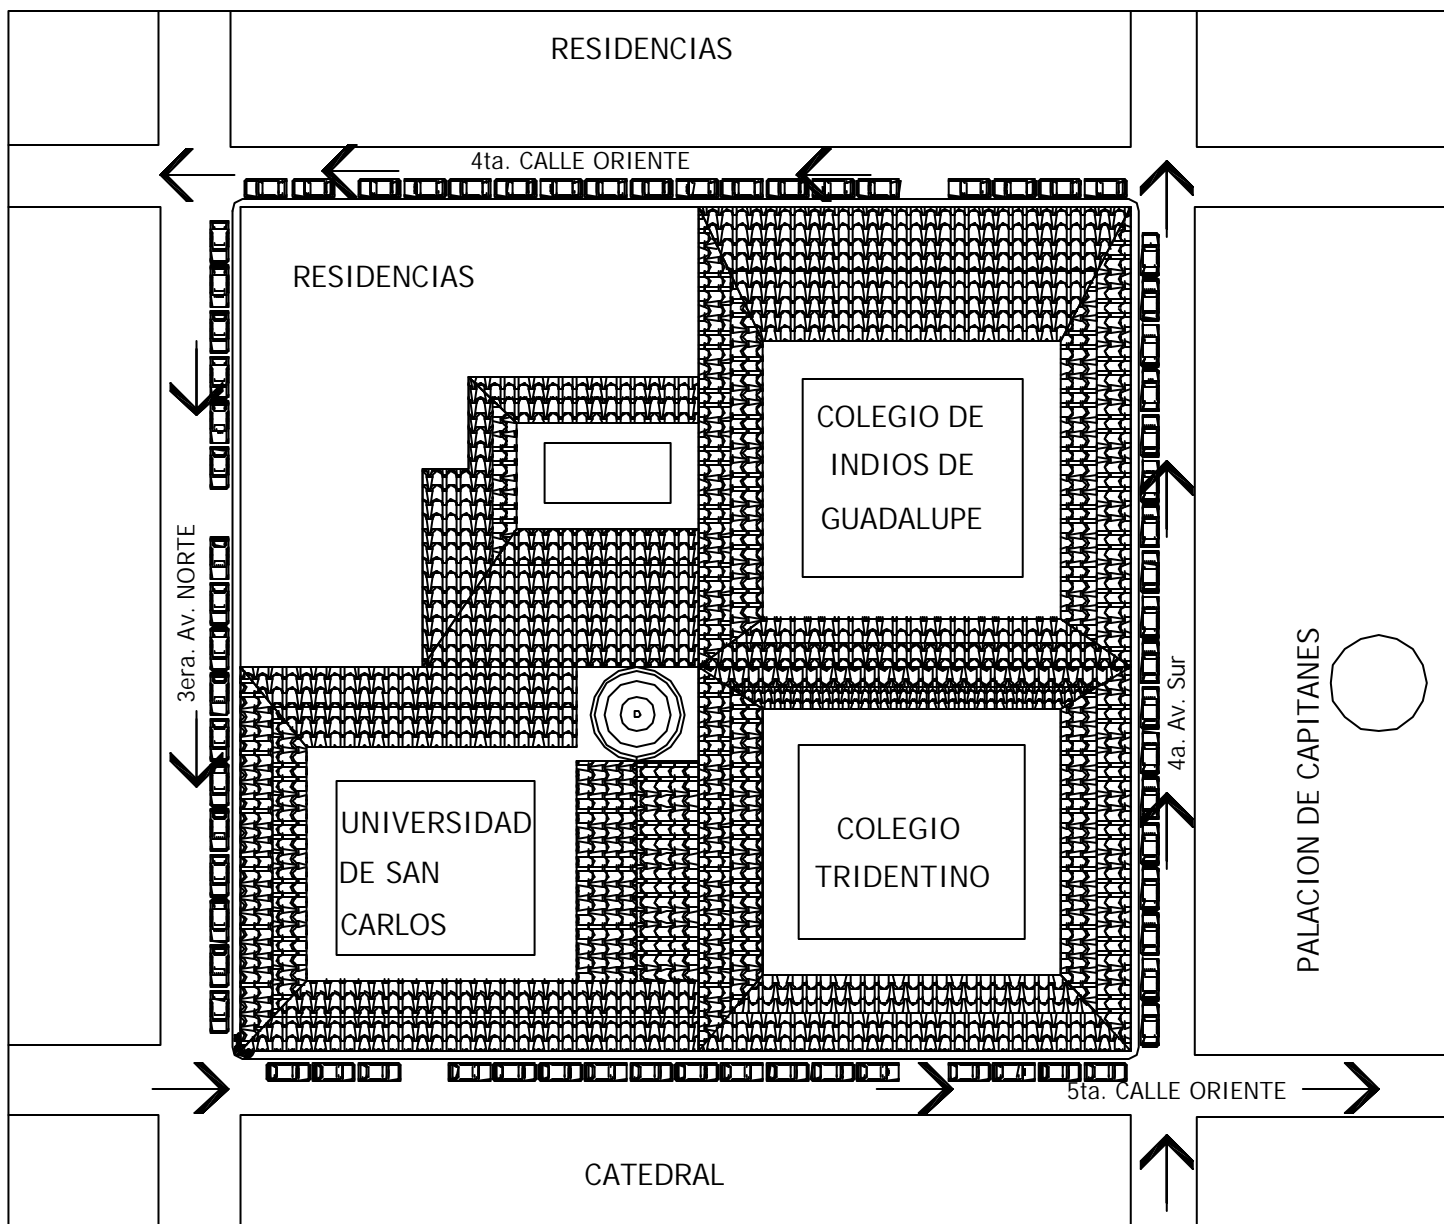 RESIDENCIAS
4ta. CALLE ORIENTE
RESIDENCIAS
COLEGIO DE
INDIOS DE
GUADALUPE
3era. Av. NORTE
4a. Av. Sur
PALACION DE CAPITANES
UNIVERSIDAD
DE SAN
CARLOS
COLEGIO
TRIDENTINO
5ta. CALLE ORIENTE
CATEDRAL